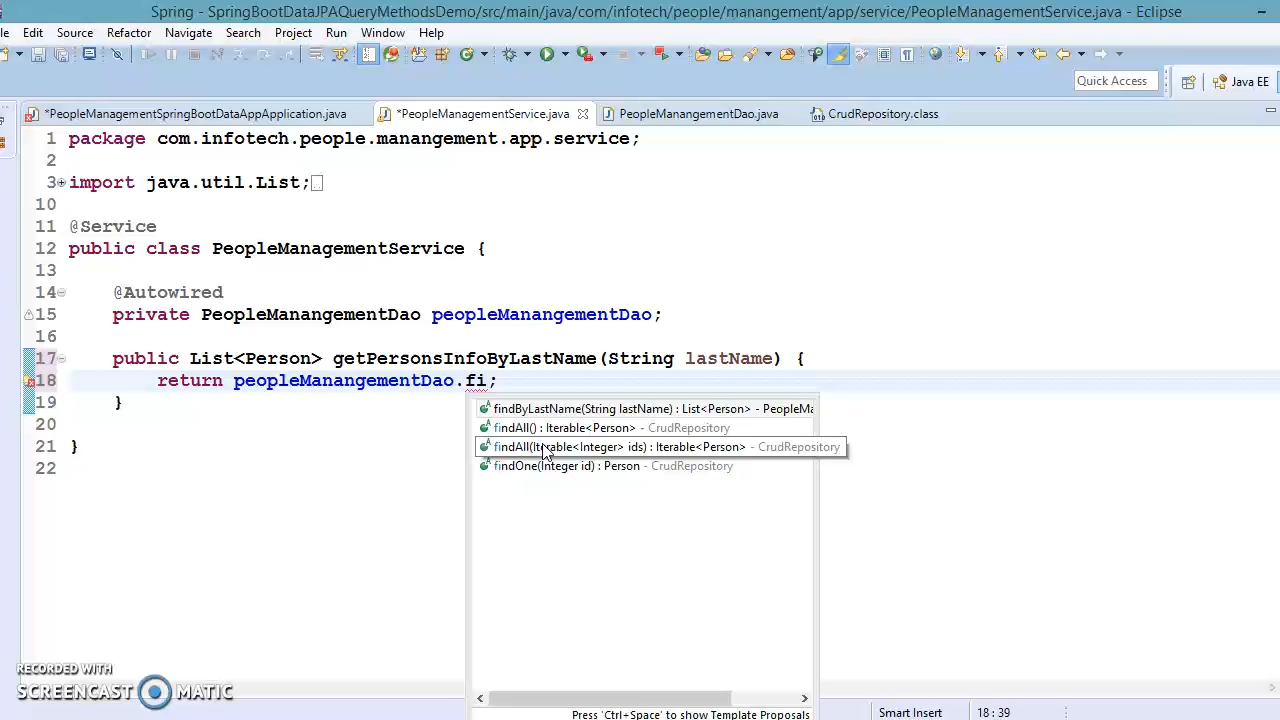 Spring - SpringBootDataJPAQueryMethodsDemo/src/main/java/com/infotech/people/manangement/app/service/PeopleManagementService.java - Eclipse
le Edit Source Refactor Navigate Search Project Run Window Help
Quick Access
Java EE
*PeopleManagementSpringBootDataAppApplication.java
*PeopleManagementService.java
PeopleManangementDao.java
CrudRepository.class
1 package com.infotech.people.manangement.app.service;
2
3 import java.util.List;
10
11 @Service
12 public class PeopleManagementService {
13
14 @Autowired
15 private PeopleManangementDao peopleManangementDao;
16
17 public List<Person> getPersonsInfoByLastName(String lastName) {
18 return peopleManangementDao.fi;
19 }
20
21 }
22
findByLastName(String lastName) : List<Person> - PeopleMa
findAll() : Iterable<Person> - CrudRepository
findAll(Iterable<Integer> ids) : Iterable<Person> - CrudRepository
findOne(Integer id) : Person - CrudRepository
Press 'Ctrl+Space' to show Template Proposals
RECORDED WITH
SCREENCAST MATIC
Smart Insert
18:39